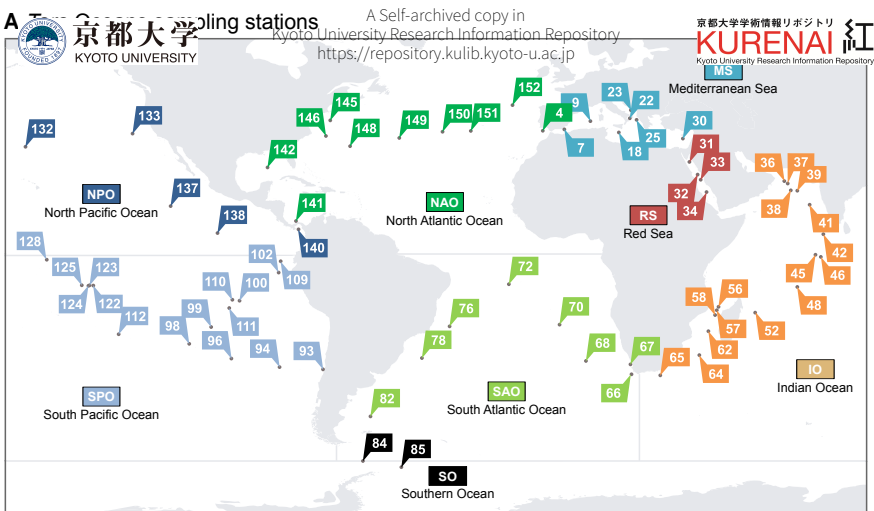 A Tara Oceans sampling stations
京都大学
KYOTO UNIVERSITY
A Self-archived copy in
Kyoto University Research Information Repository
https://repository.kulib.kyoto-u.ac.jp
京都大学学術情報リポジトリ
KURENAI 紅
Kyoto University Research Information Repository
MS
Mediterranean Sea
152
145
9
23
22
146
133
132
150
151
4
149
148
30
25
18
7
142
31
33
36
37
39
32
34
38
NPO
North Pacific Ocean
137
141
NAO
North Atlantic Ocean
RS
Red Sea
138
140
41
128
102
42
125
123
110
100
109
72
45
46
124
122
112
99
98
111
96
94
93
76
78
70
58
56
57
48
52
68
67
65
62
64
66
IO
Indian Ocean
SPO
South Pacific Ocean
82
SAO
South Atlantic Ocean
84
85
SO
Southern Ocean